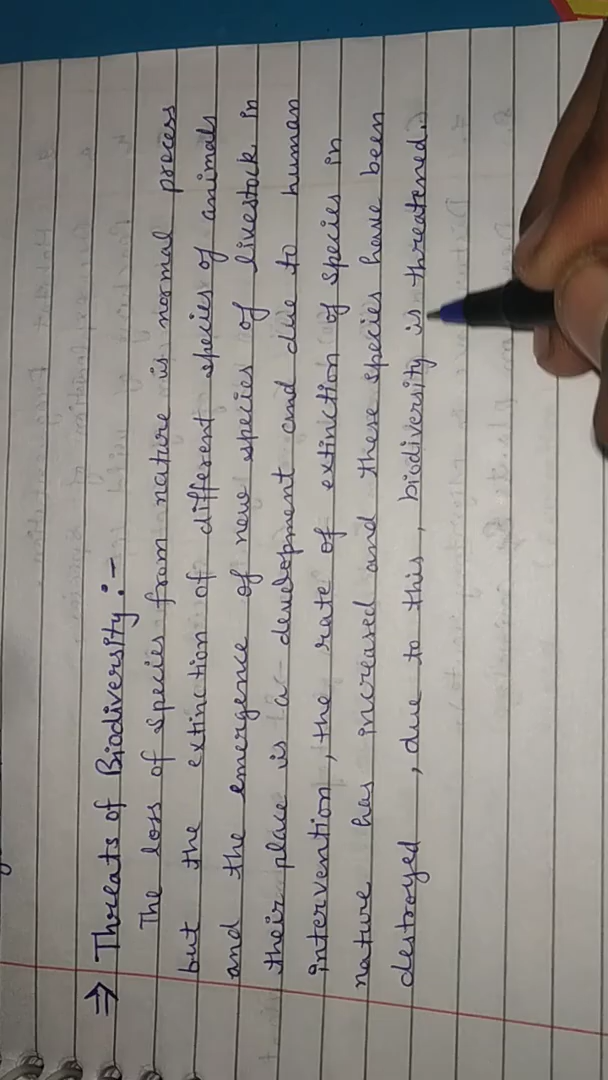 ⇒ Threats of Biodiversity :-
The loss of species from nature is normal process
but the extinction of different species of animals
and the emergence of new species of livestock in
their place is a development and due to human
intervention, the rate of extinction of species in
nature has increased and these species have been
destroyed, due to this, biodiversity is threatened.